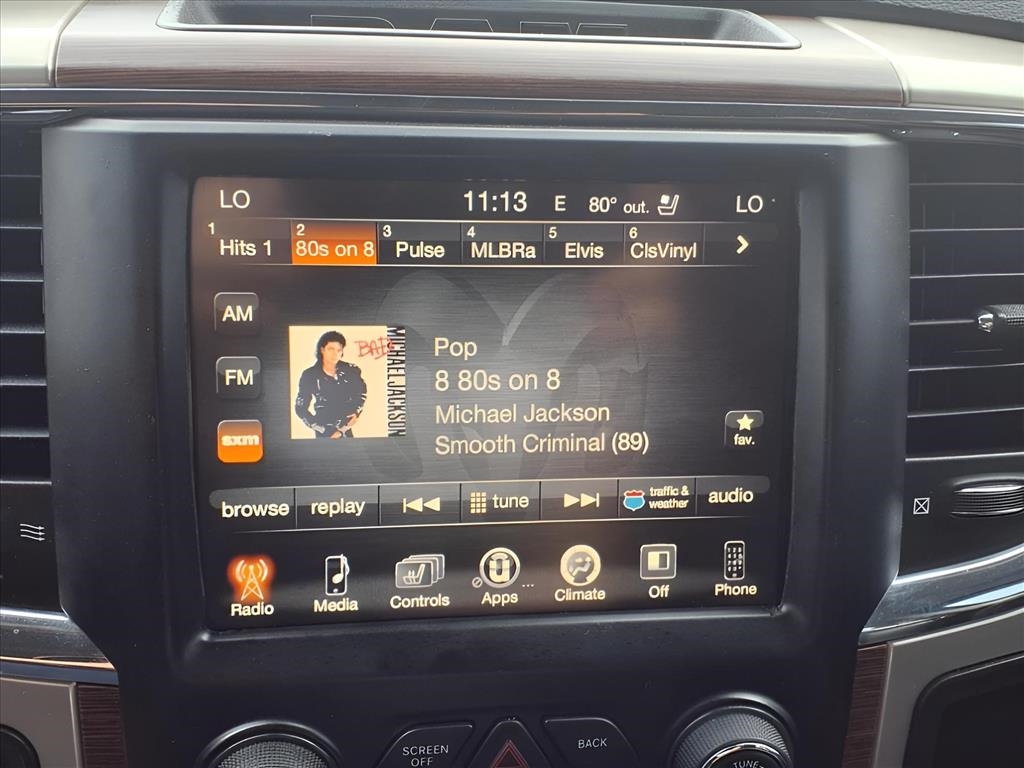 RAM
LO 11:13 E 80° out. LO
1 Hits 1 2 80s on 8 3 Pulse 4 MLBRa 5 Elvis 6 ClsVinyl
AM
FM
sxm
BAD
MICHAEL JACKSON
Pop
8 80s on 8
Michael Jackson
Smooth Criminal (89)
fav.
browse replay tune traffic & weather audio
Radio Media Controls Apps ... Climate Off Phone
SCREEN OFF BACK
TUNE